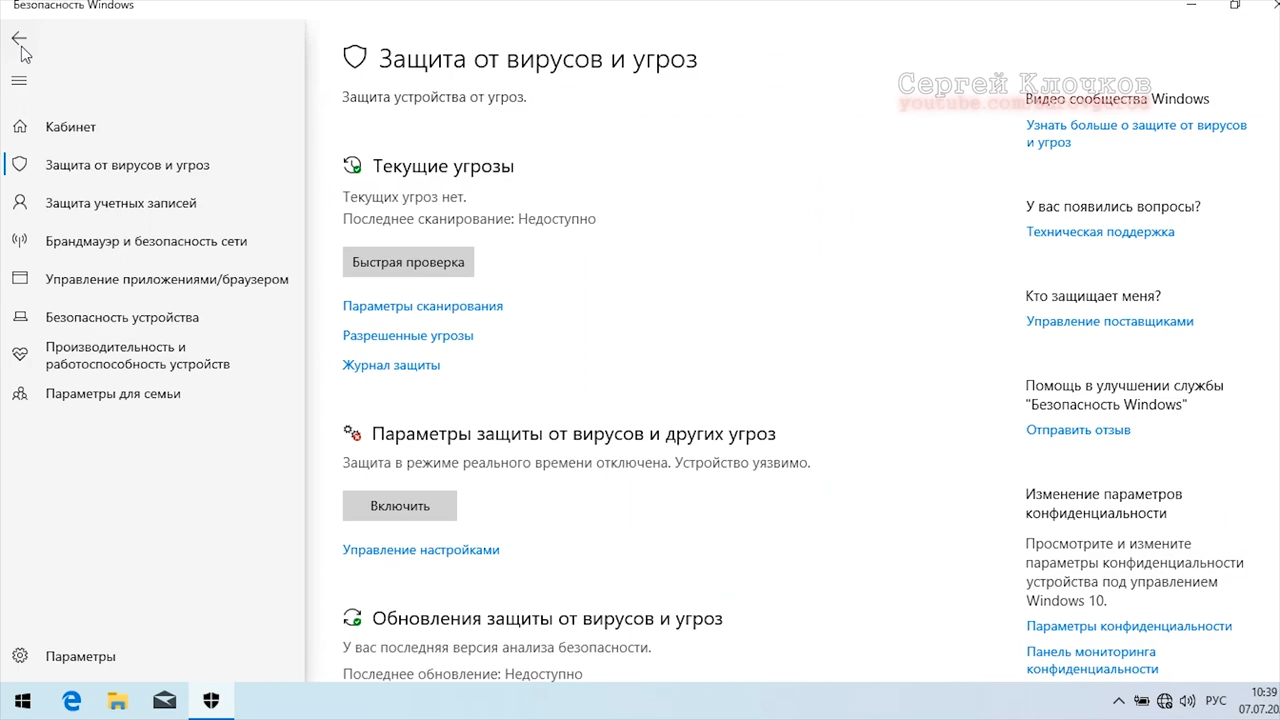 Безопасность Windows
Кабинет
Защита от вирусов и угроз
Защита учетных записей
Брандмауэр и безопасность сети
Управление приложениями/браузером
Безопасность устройства
Производительность и
работоспособность устройств
Параметры для семьи
Параметры
Защита от вирусов и угроз
Защита устройства от угроз.
Текущие угрозы
Текущих угроз нет.
Последнее сканирование: Недоступно
Быстрая проверка
Параметры сканирования
Разрешенные угрозы
Журнал защиты
Параметры защиты от вирусов и других угроз
Защита в режиме реального времени отключена. Устройство уязвимо.
Включить
Управление настройками
Обновления защиты от вирусов и угроз
У вас последняя версия анализа безопасности.
Последнее обновление: Недоступно
Сергей Клочков
Видео сообщества Windows
Узнать больше о защите от вирусов
и угроз
У вас появились вопросы?
Техническая поддержка
Кто защищает меня?
Управление поставщиками
Помощь в улучшении службы
"Безопасность Windows"
Отправить отзыв
Изменение параметров
конфиденциальности
Просмотрите и измените
параметры конфиденциальности
устройства под управлением
Windows 10.
Параметры конфиденциальности
Панель мониторинга
конфиденциальности
РУС
10:39
07.07.20